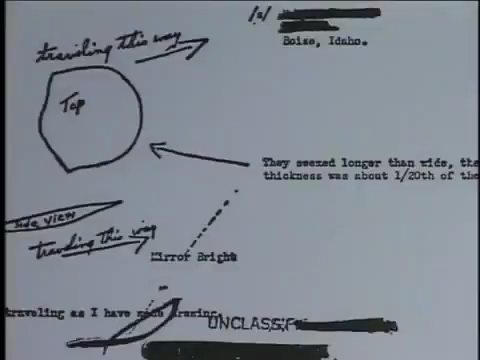 /s/
Boise, Idaho.
traveling this way
Top
They seemed longer than wide, the
thickness was about 1/20th of the
side view
traveling this way
Mirror Bright
traveling as I have made drawing.
UNCLASSIF